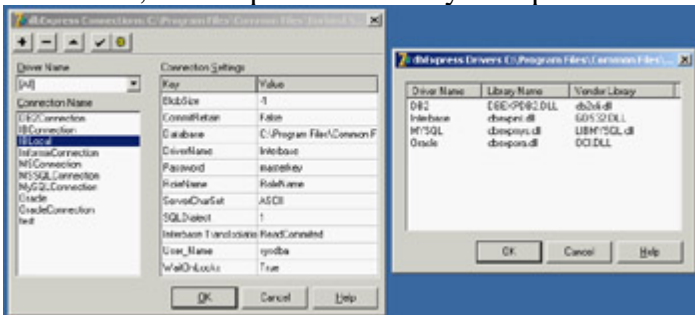 dbExpress Connections: C:\Program Files\Common Files\Borland
Driver Name
[All]
Connection Name
DB2Connection
IBConnection
IBLocal
InformixConnection
MSConnection
MSSQLConnection
MySQLConnection
Oracle
OracleConnection
test
Connection Settings
Key Value
BlobSize -1
CommitRetain False
Database C:\Program Files\Common F
DriverName Interbase
Password masterkey
RoleName RoleName
ServerCharSet ASCII
SQLDialect 1
Interbase ReadCommited
User_Name sysdba
WaitOnLocks True
OK Cancel Help
dbExpress Drivers C:\Program Files\Common Files\...
Driver Name Library Name Vendor Library
DB2 DBEXPDB2.DLL db2cli.dll
Interbase dbexpint.dll GDS32.DLL
MYSQL dbexpmys.dll LIBMYSQL.dll
Oracle dbexpora.dll OCI.DLL
OK Cancel Help